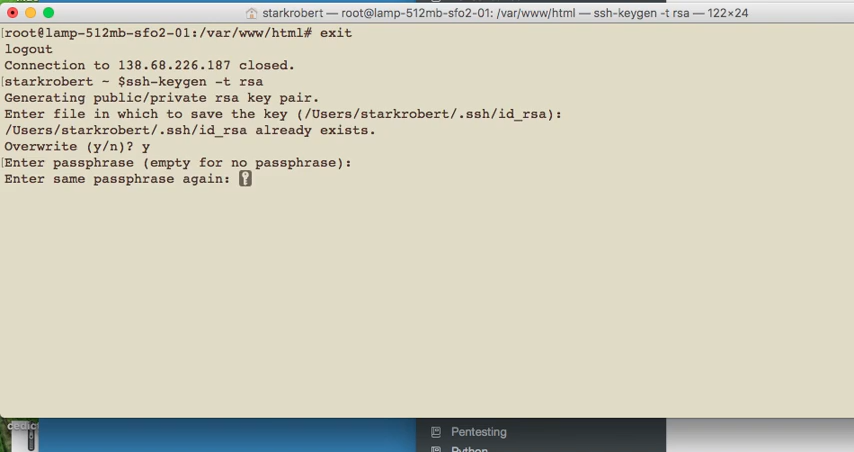 starkrobert — root@lamp-512mb-sfo2-01: /var/www/html — ssh-keygen -t rsa — 122×24
[root@lamp-512mb-sfo2-01:/var/www/html# exit
logout
Connection to 138.68.226.187 closed.
[starkrobert ~ $ssh-keygen -t rsa
Generating public/private rsa key pair.
Enter file in which to save the key (/Users/starkrobert/.ssh/id_rsa):
/Users/starkrobert/.ssh/id_rsa already exists.
Overwrite (y/n)? y
[Enter passphrase (empty for no passphrase):
Enter same passphrase again:
Pentesting
Python